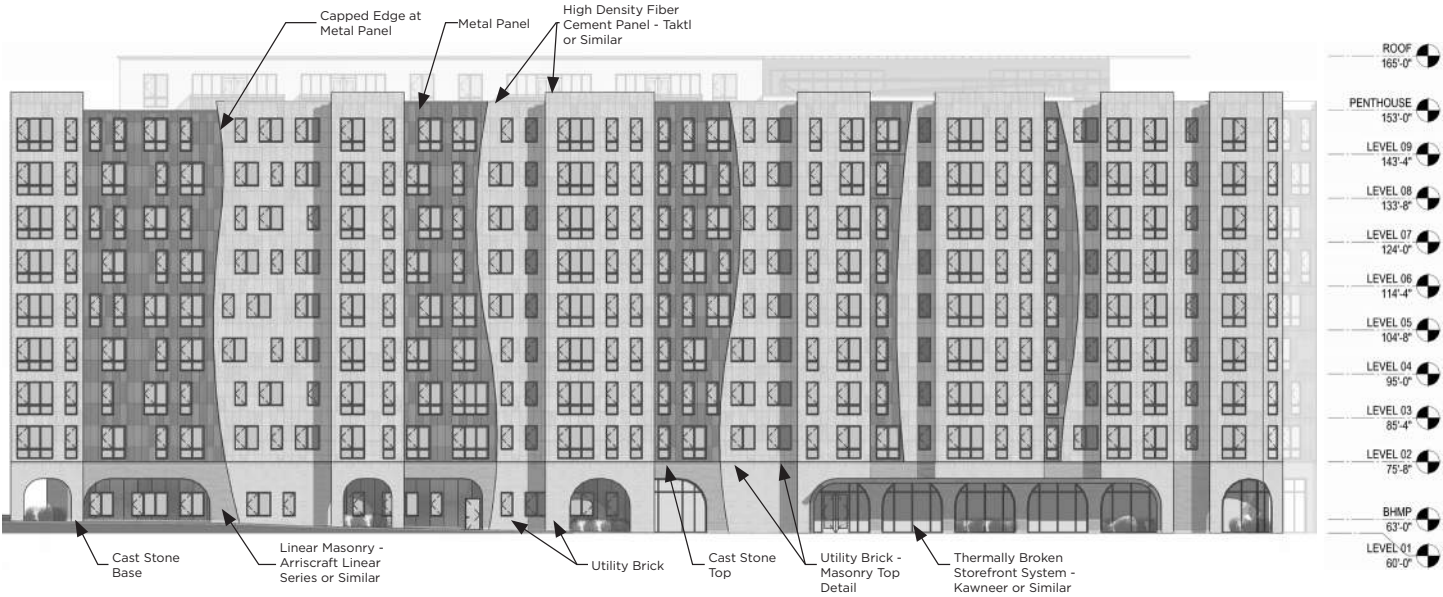 Capped Edge at
Metal Panel
Metal Panel
High Density Fiber
Cement Panel - Taktl
or Similar
ROOF
165'-0"
PENTHOUSE
153'-0"
LEVEL 09
143'-4"
LEVEL 08
133'-8"
LEVEL 07
124'-0"
LEVEL 06
114'-4"
LEVEL 05
104'-8"
LEVEL 04
95'-0"
LEVEL 03
85'-4"
LEVEL 02
75'-8"
BHMP
63'-0"
LEVEL 01
60'-0"
Cast Stone
Base
Linear Masonry -
Arriscraft Linear
Series or Similar
Utility Brick
Cast Stone
Top
Utility Brick -
Masonry Top
Detail
Thermally Broken
Storefront System -
Kawneer or Similar